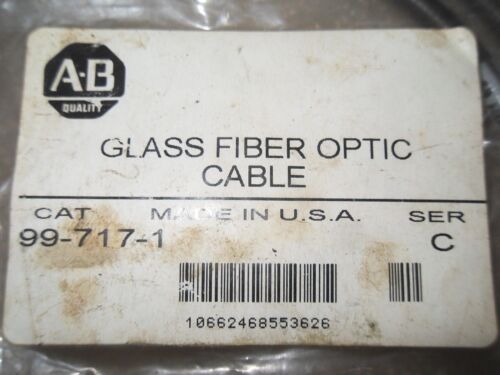 A-B
QUALITY
GLASS FIBER OPTIC
CABLE
CAT MADE IN U.S.A. SER
99-717-1 C
10662468553626